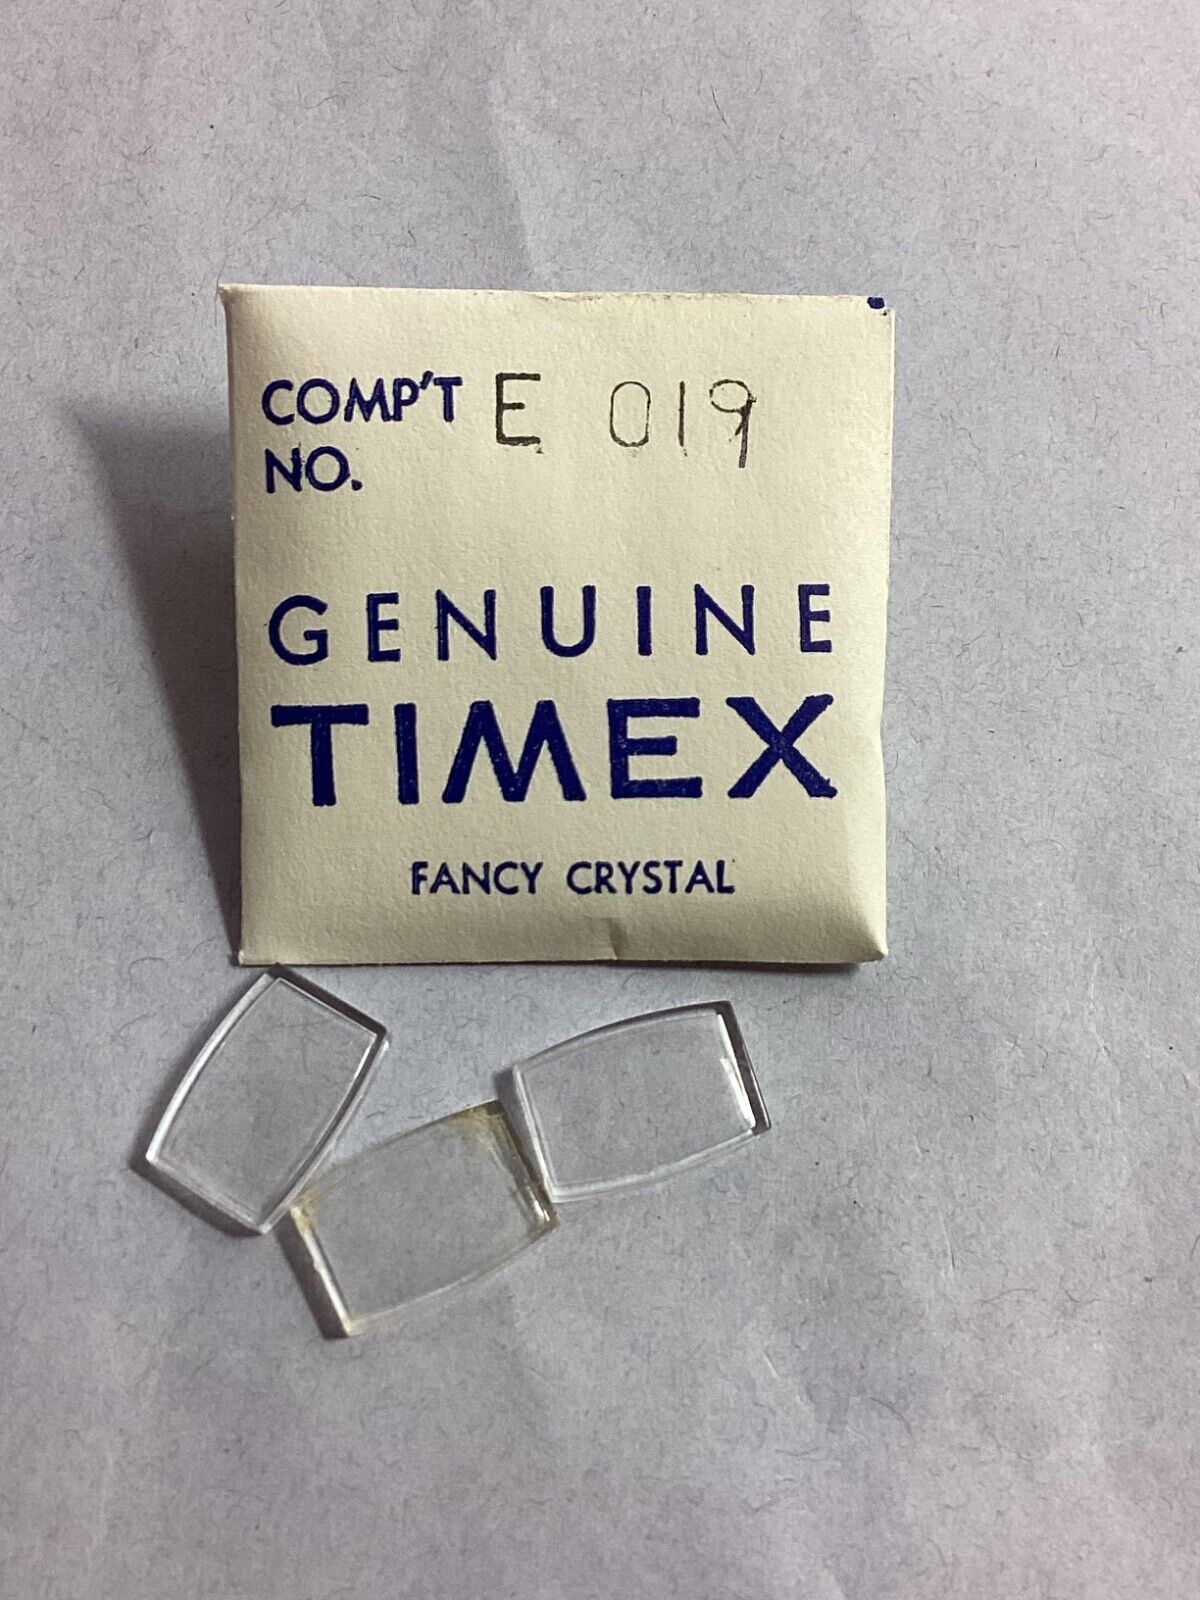 COMP'T E 019
NO.
GENUINE
TIMEX
FANCY CRYSTAL